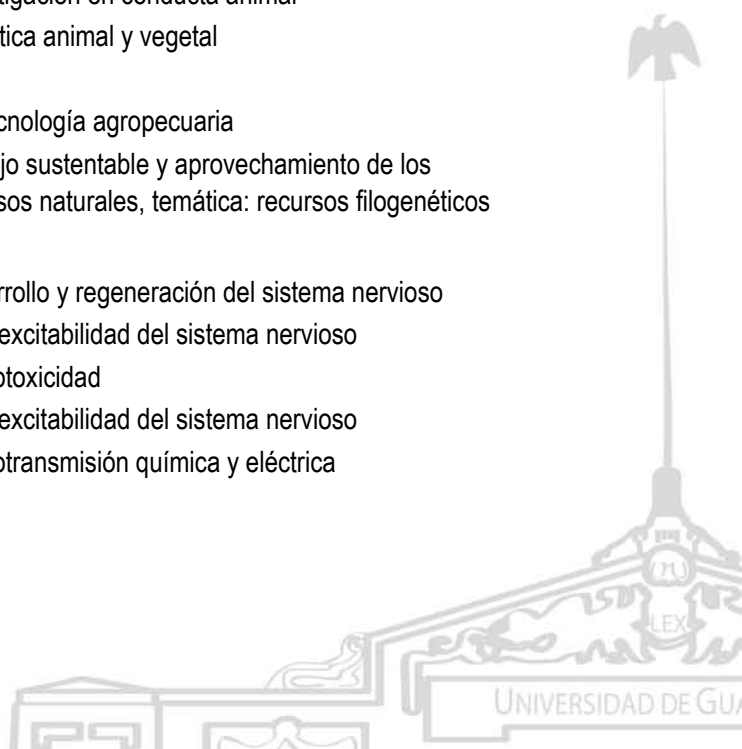 tigación en conducta animal
tica animal y vegetal
cnología agropecuaria
jo sustentable y aprovechamiento de los
sos naturales, temática: recursos filogenéticos
rrollo y regeneración del sistema nervioso
excitabilidad del sistema nervioso
otoxicidad
excitabilidad del sistema nervioso
otransmisión química y eléctrica
LEX
UNIVERSIDAD DE GUA